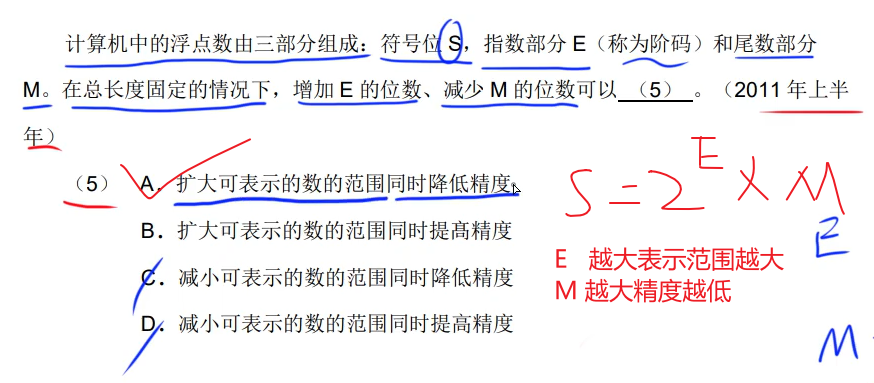 计算机中的浮点数由三部分组成：符号位 S，指数部分 E（称为阶码）和尾数部分
M。在总长度固定的情况下，增加 E 的位数、减少 M 的位数可以 （5） 。（2011 年上半
年）
（5） A．扩大可表示的数的范围同时降低精度
B．扩大可表示的数的范围同时提高精度
C．减小可表示的数的范围同时降低精度
D．减小可表示的数的范围同时提高精度
S=2^E×M
E 越大表示范围越大
M 越大精度越低
E
M